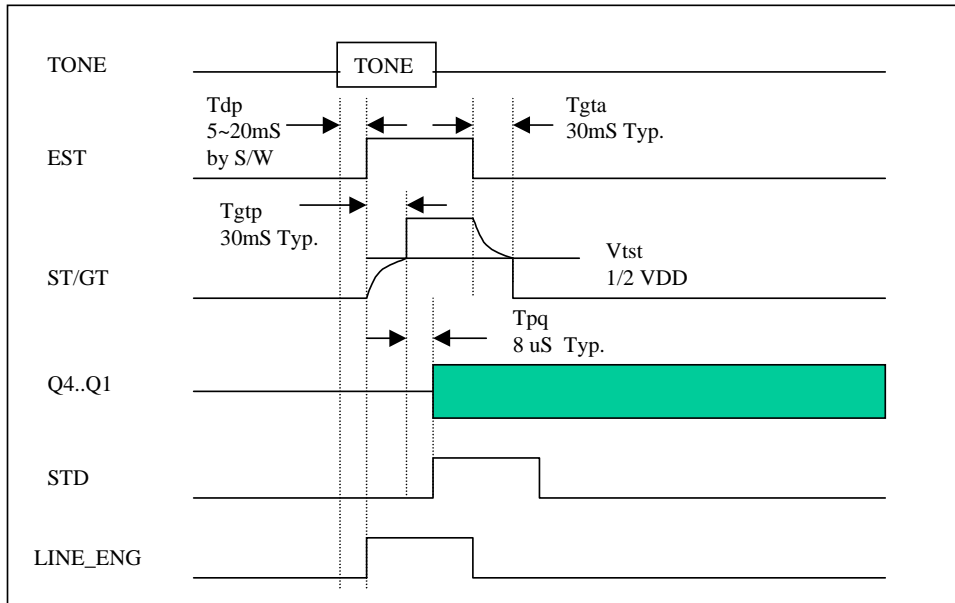 TONE
TONE
Tdp
5~20mS
by S/W
Tgta
30mS Typ.
EST
Tgtp
30mS Typ.
Vtst
1/2 VDD
ST/GT
Tpq
8 uS Typ.
Q4..Q1
STD
LINE_ENG